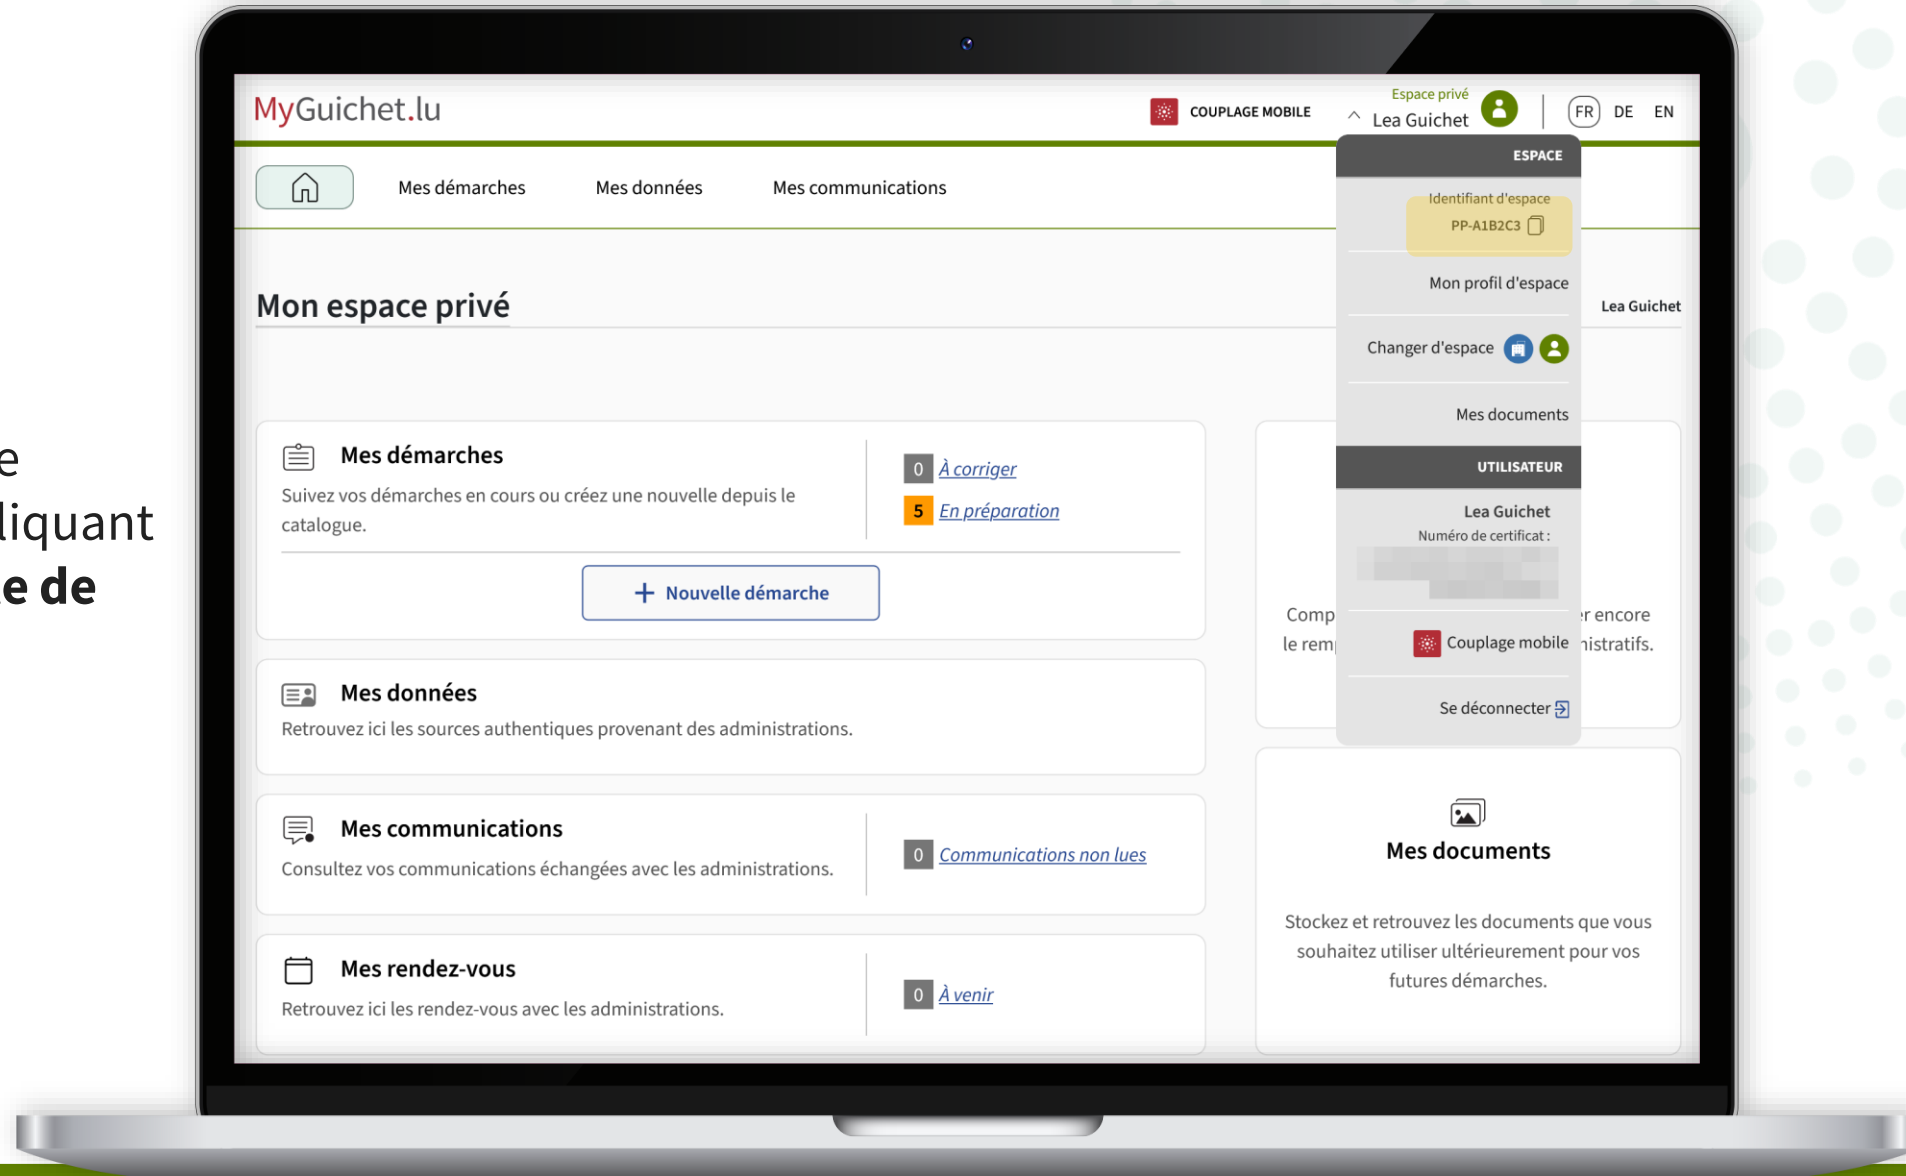 MyGuichet.lu
COUPLAGE MOBILE
Espace privé
Lea Guichet
FR DE EN
Mes démarches
Mes données
Mes communications
ESPACE
Identifiant d'espace
PP-A1B2C3
Mon profil d'espace
Changer d'espace
Mes documents
UTILISATEUR
Lea Guichet
Numéro de certificat :
Couplage mobile
Se déconnecter
Mon espace privé
Lea Guichet
Mes démarches
Suivez vos démarches en cours ou créez une nouvelle depuis le
catalogue.
0 À corriger
5 En préparation
+ Nouvelle démarche
Mes données
Retrouvez ici les sources authentiques provenant des administrations.
Mes communications
Consultez vos communications échangées avec les administrations.
0 Communications non lues
Mes rendez-vous
Retrouvez ici les rendez-vous avec les administrations.
0 À venir
encore
le
Mes documents
Stockez et retrouvez les documents que vous
souhaitez utiliser ultérieurement pour vos
futures démarches.
de